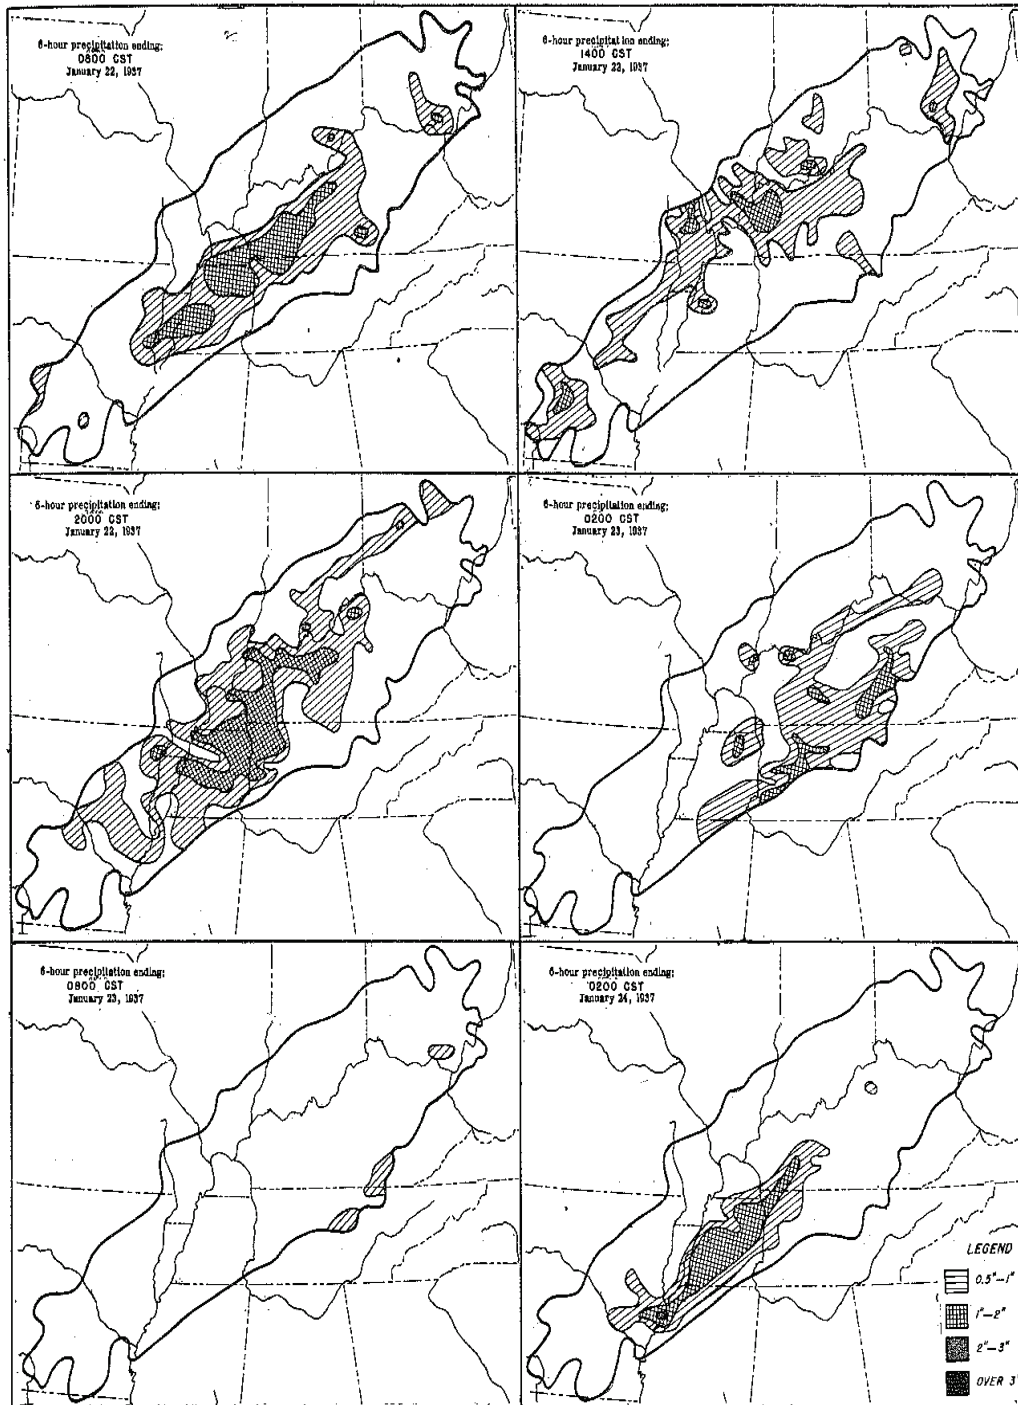 6-hour precipitation ending:
0800 CST
January 22, 1937
6-hour precipitation ending:
1400 CST
January 22, 1937
6-hour precipitation ending:
2000 CST
January 22, 1937
6-hour precipitation ending:
0200 CST
January 23, 1937
6-hour precipitation ending:
0800 CST
January 23, 1937
6-hour precipitation ending:
0200 CST
January 24, 1937
LEGEND
0.5"—1"
1"—2"
2"—3"
OVER 3"